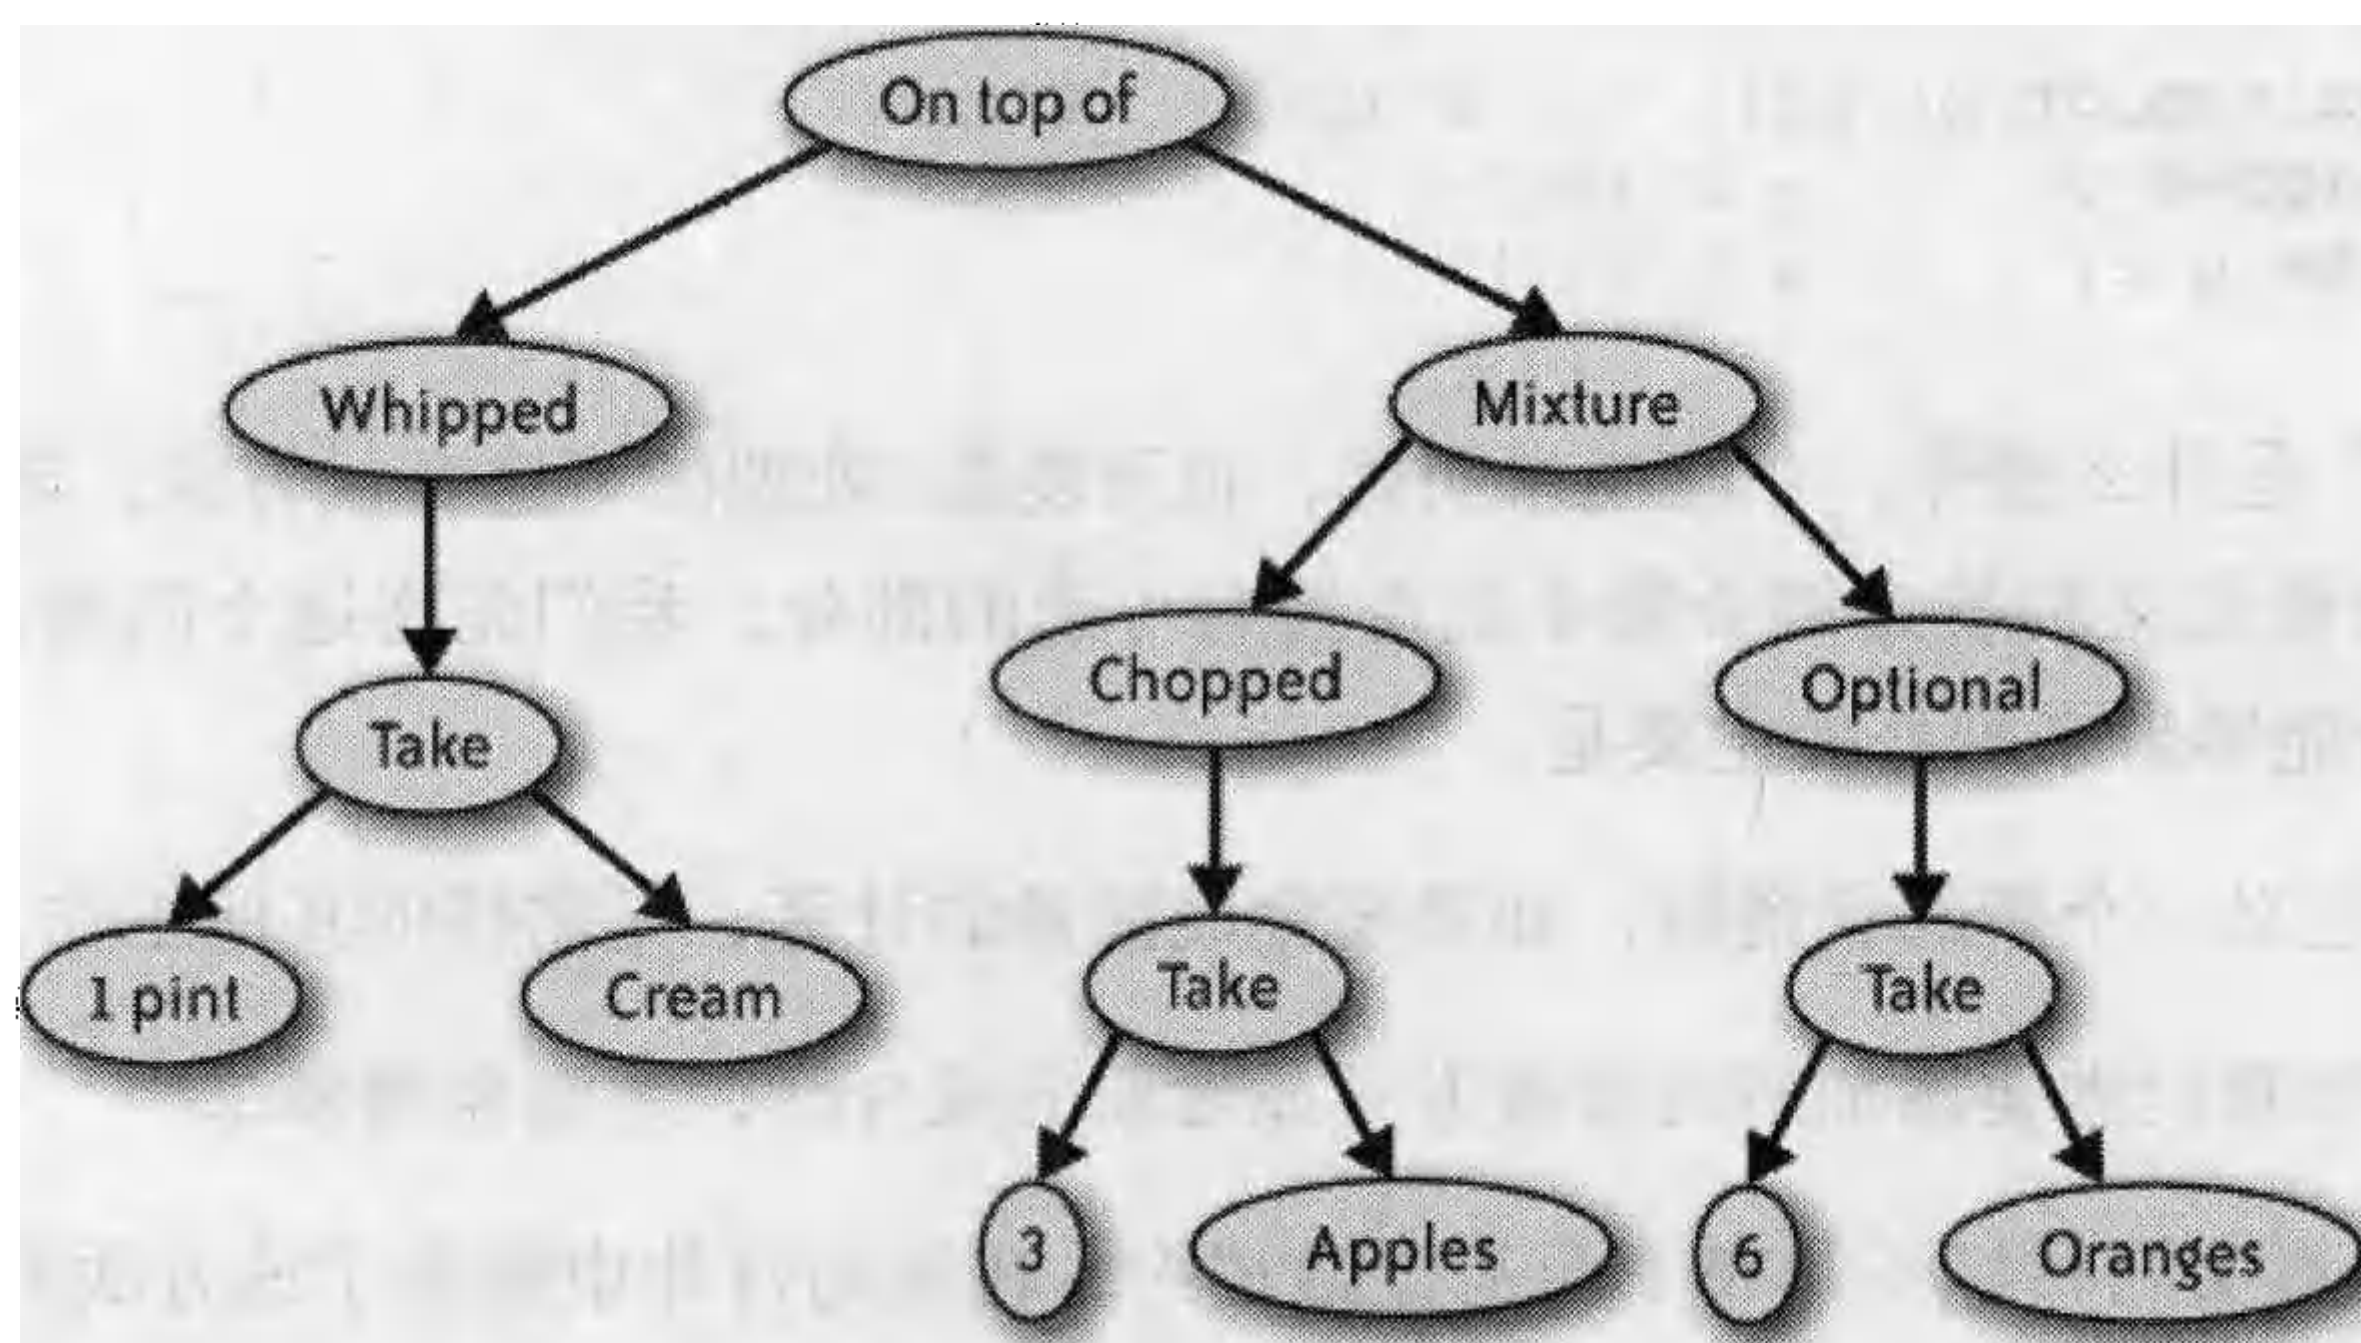 On top of
Whipped
Mixture
Chopped
Optional
Take
Take
Take
1 pint
Cream
3
Apples
6
Oranges